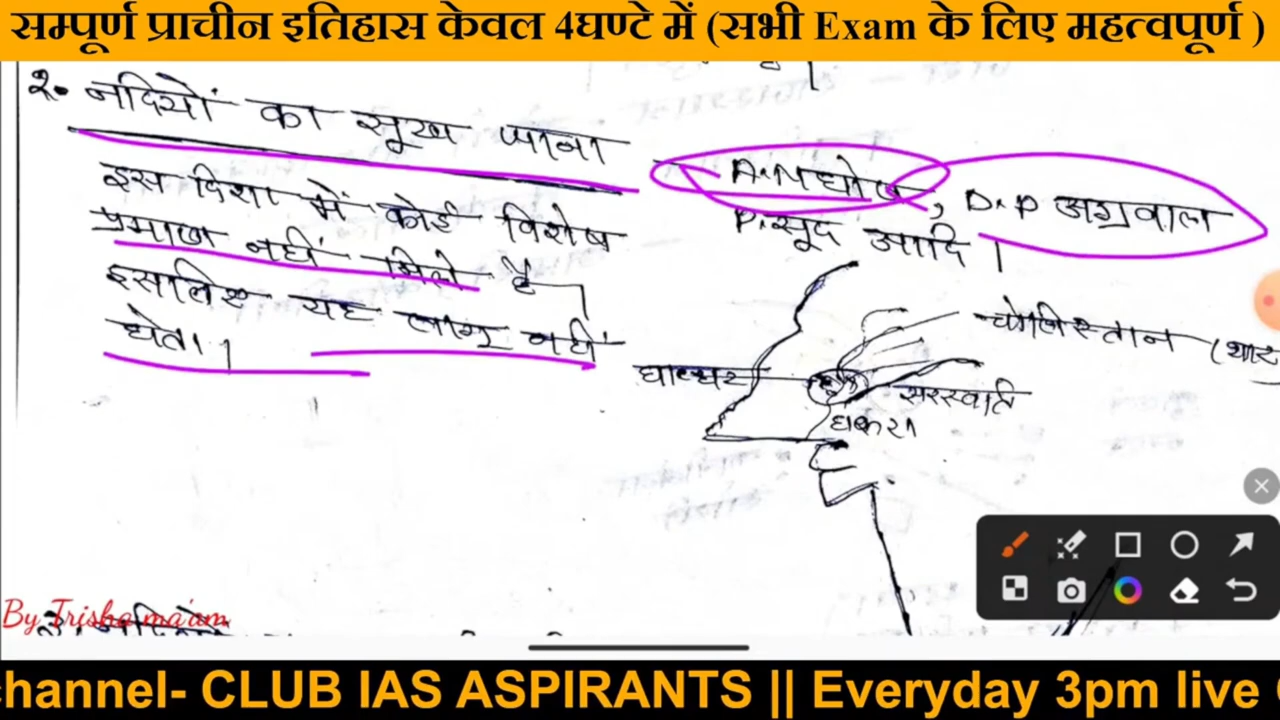 सम्पूर्ण प्राचीन इतिहास केवल 4घण्टे में (सभी Exam के लिए महत्वपूर्ण )
2. नदियों का सूख जाना
इस दिशा में कोई विशेष
प्रमाण नहीं मिले है
इसलिए यह लागू नहीं
होता।
A.N घोष, D.P अग्रवाल
P. सूद आदि।
चोलिस्तान (थार
घग्घर
सरस्वती
हकरा
By Trisha ma'am
channel- CLUB IAS ASPIRANTS || Everyday 3pm live